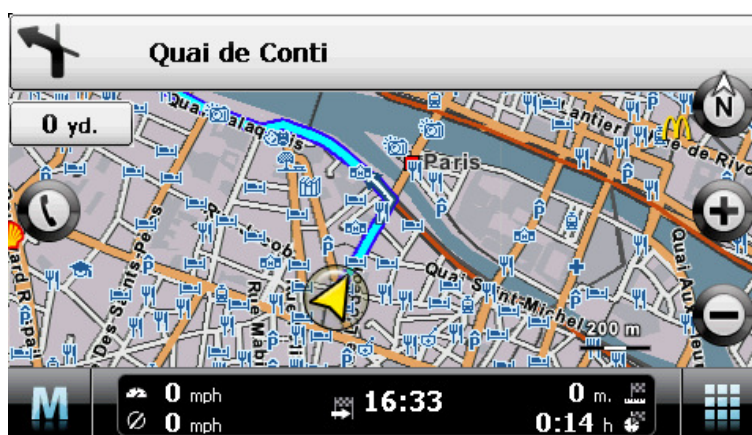 Quai de Conti
N
0 yd.
Paris
Quai Saint-Michel
200 m
M
0 mph
16:33
0 m.
0 mph
0:14 h